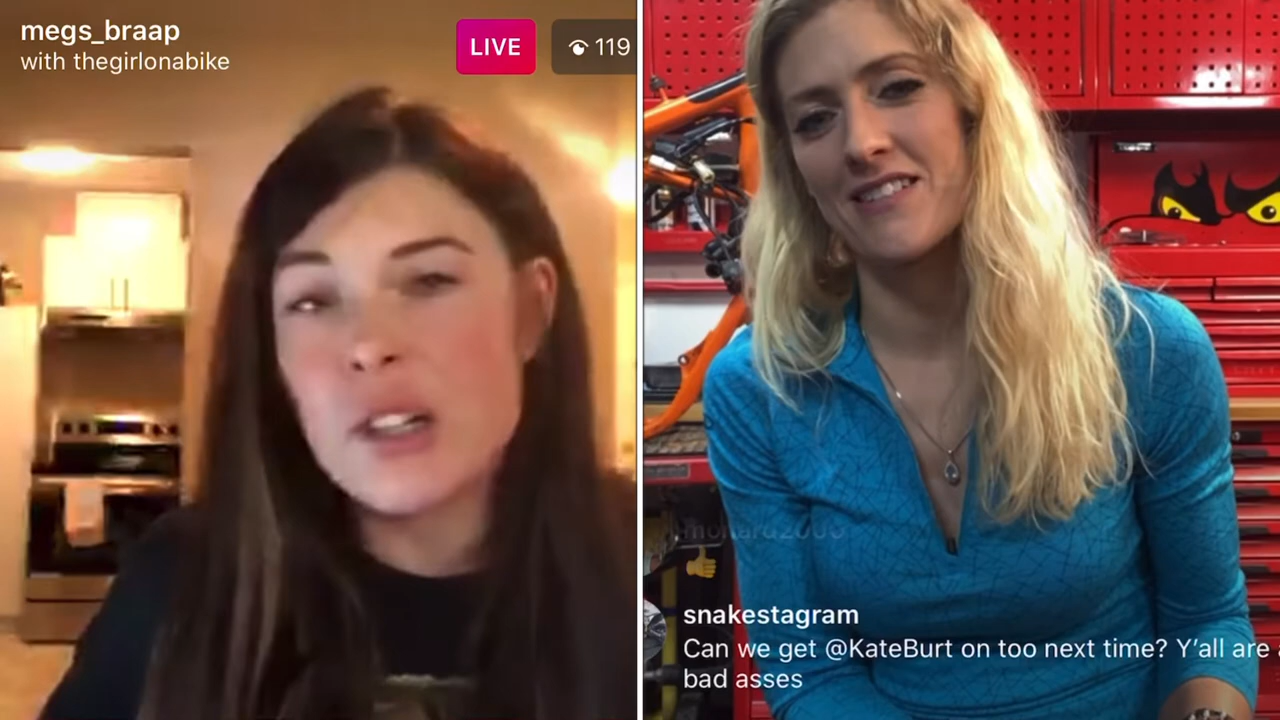 megs_braap
with thegirlonabike
LIVE
119
snakestagram
Can we get @KateBurt on too next time? Y’all are
bad asses